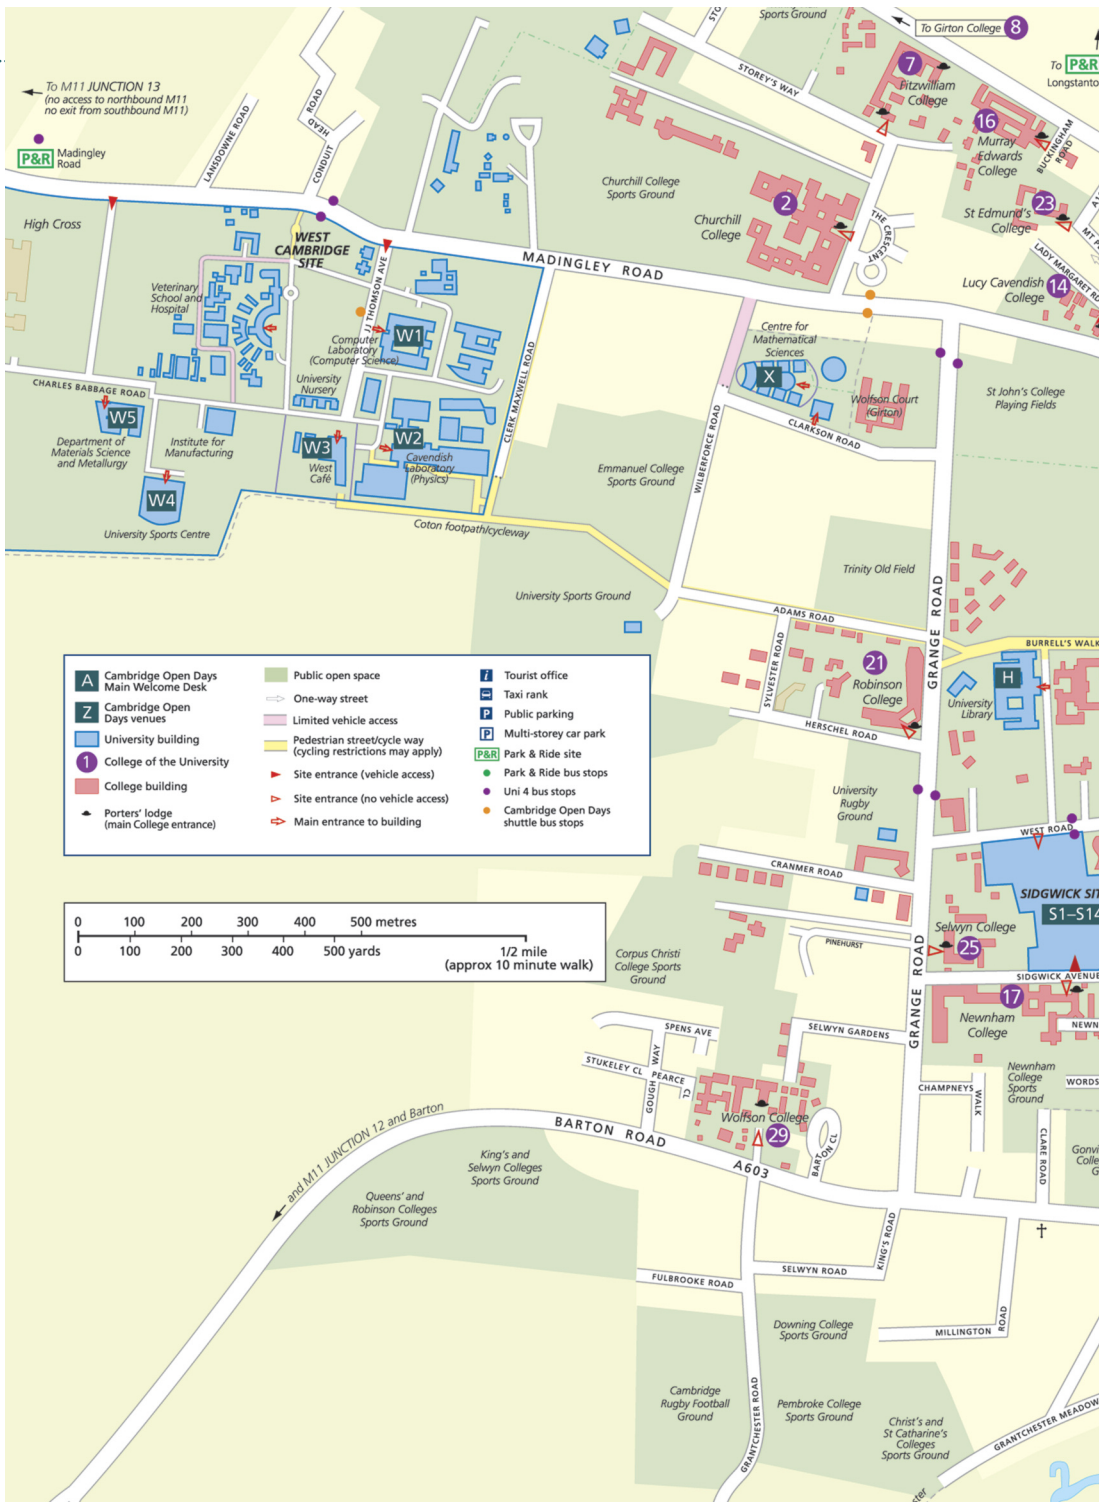 Sports Ground
To Girton College 8
STOREY'S WAY
7
Fitzwilliam
College
To P&R
Longstanto
To M11 JUNCTION 13
(no access to northbound M11
no exit from southbound M11)
P&R Madingley
Road
LANSDOWNE ROAD
CONDUIT
HEAD
ROAD
16
Murray
Edwards
College
BUCKINGHAM
ROAD
Churchill College
Sports Ground
2
Churchill
College
THE CRESCENT
23
St Edmund's
College
MT P
LADY MARGARET RD
Lucy Cavendish
College
14
High Cross
WEST
CAMBRIDGE
SITE
MADINGLEY ROAD
Veterinary
School and
Hospital
JJ THOMSON AVE
W1
Computer
Laboratory
(Computer Science)
University
Nursery
CLERK MAXWELL ROAD
Centre for
Mathematical
Sciences
X
Wolfson Court
(Girton)
CLARKSON ROAD
St John's College
Playing Fields
CHARLES BABBAGE ROAD
W5
Department of
Materials Science
and Metallurgy
Institute for
Manufacturing
W3
West
Café
W2
Cavendish
Laboratory
(Physics)
W4
University Sports Centre
WILBERFORCE ROAD
Emmanuel College
Sports Ground
Coton footpath/cycleway
University Sports Ground
Trinity Old Field
ADAMS ROAD
GRANGE ROAD
BURRELL'S WALK
SYLVESTER ROAD
21
Robinson
College
HERSCHEL ROAD
H
University
Library
A Cambridge Open Days
Main Welcome Desk
Z Cambridge Open
Days venues
University building
1 College of the University
College building
Porters' lodge
(main College entrance)
Public open space
One-way street
Limited vehicle access
Pedestrian street/cycle way
(cycling restrictions may apply)
Site entrance (vehicle access)
Site entrance (no vehicle access)
Main entrance to building
i Tourist office
Taxi rank
P Public parking
P Multi-storey car park
P&R Park & Ride site
Park & Ride bus stops
Uni 4 bus stops
Cambridge Open Days
shuttle bus stops
University
Rugby
Ground
WEST ROAD
CRANMER ROAD
SIDGWICK SIT
S1–S14
Selwyn College
25
PINEHURST
GRANGE ROAD
SIDGWICK AVENUE
17
Newnham
College
NEWN
0 100 200 300 400 500 metres
0 100 200 300 400 500 yards 1/2 mile
(approx 10 minute walk)
Corpus Christi
College Sports
Ground
SPENS AVE
SELWYN GARDENS
STUKELEY CL
PEARCE
CL
GOUGH WAY
Newnham
College
Sports
Ground
CHAMPNEYS
WALK
WORDS
CLARE ROAD
Wolfson College
29
BARTON CL
and M11 JUNCTION 12 and Barton
BARTON ROAD
A603
King's and
Selwyn Colleges
Sports Ground
Queens' and
Robinson Colleges
Sports Ground
Gonvi
Colle
G
KING'S ROAD
SELWYN ROAD
FULBROOKE ROAD
Downing College
Sports Ground
MILLINGTON
ROAD
GRANTCHESTER ROAD
Cambridge
Rugby Football
Ground
Pembroke College
Sports Ground
Christ's and
St Catharine's
Colleges
Sports Ground
GRANTCHESTER MEADOW